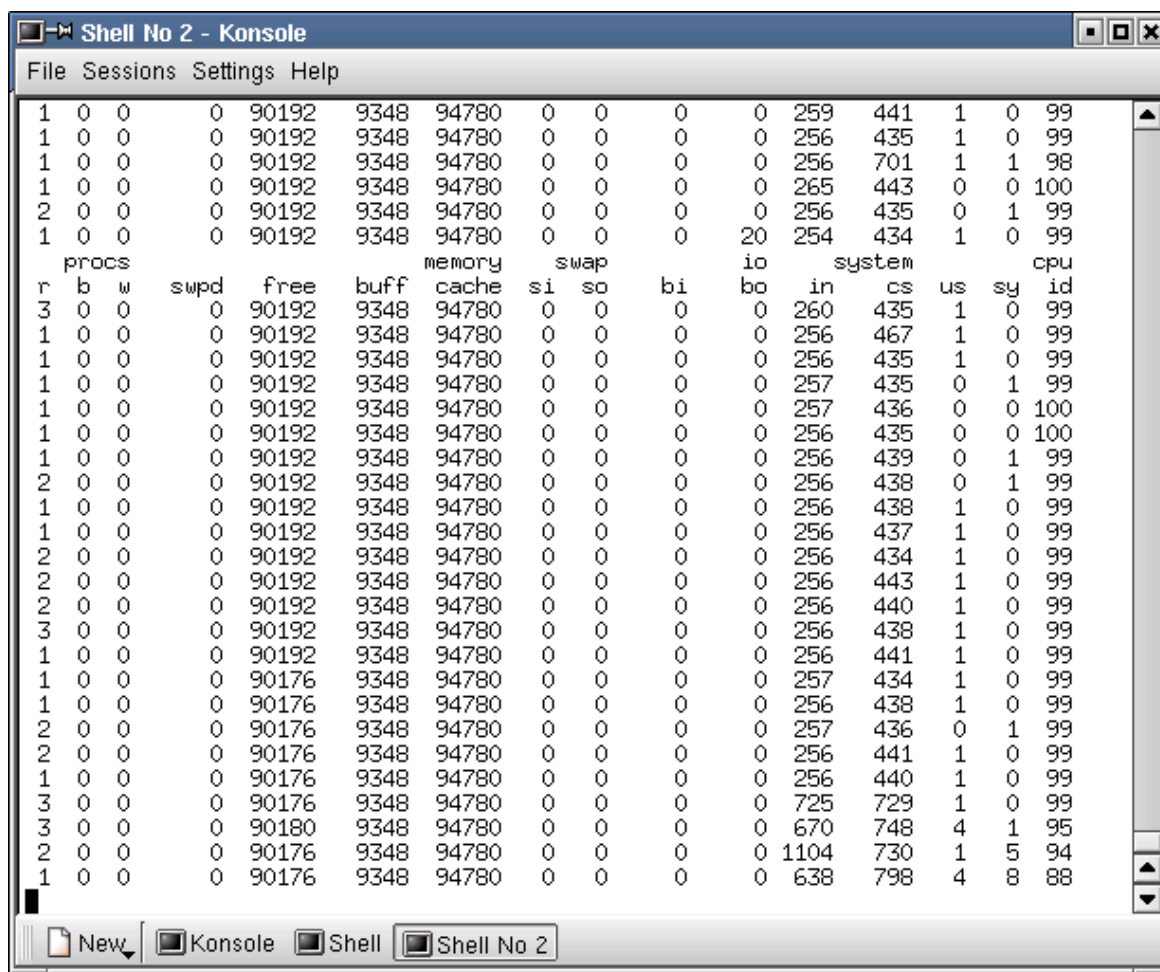 Shell No 2 - Konsole
File Sessions Settings Help
1 0 0 0 90192 9348 94780 0 0 0 0 259 441 1 0 99
1 0 0 0 90192 9348 94780 0 0 0 0 256 435 1 0 99
1 0 0 0 90192 9348 94780 0 0 0 0 256 701 1 1 98
1 0 0 0 90192 9348 94780 0 0 0 0 265 443 0 0 100
2 0 0 0 90192 9348 94780 0 0 0 0 256 435 0 1 99
1 0 0 0 90192 9348 94780 0 0 0 20 254 434 1 0 99
procs memory swap io system cpu
r b w swpd free buff cache si so bi bo in cs us sy id
3 0 0 0 90192 9348 94780 0 0 0 0 260 435 1 0 99
1 0 0 0 90192 9348 94780 0 0 0 0 256 467 1 0 99
1 0 0 0 90192 9348 94780 0 0 0 0 256 435 1 0 99
1 0 0 0 90192 9348 94780 0 0 0 0 257 435 0 1 99
1 0 0 0 90192 9348 94780 0 0 0 0 257 436 0 0 100
1 0 0 0 90192 9348 94780 0 0 0 0 256 435 0 0 100
1 0 0 0 90192 9348 94780 0 0 0 0 256 439 0 1 99
2 0 0 0 90192 9348 94780 0 0 0 0 256 438 0 1 99
1 0 0 0 90192 9348 94780 0 0 0 0 256 438 1 0 99
1 0 0 0 90192 9348 94780 0 0 0 0 256 437 1 0 99
2 0 0 0 90192 9348 94780 0 0 0 0 256 434 1 0 99
2 0 0 0 90192 9348 94780 0 0 0 0 256 443 1 0 99
2 0 0 0 90192 9348 94780 0 0 0 0 256 440 1 0 99
3 0 0 0 90192 9348 94780 0 0 0 0 256 438 1 0 99
1 0 0 0 90192 9348 94780 0 0 0 0 256 441 1 0 99
1 0 0 0 90176 9348 94780 0 0 0 0 257 434 1 0 99
1 0 0 0 90176 9348 94780 0 0 0 0 256 438 1 0 99
2 0 0 0 90176 9348 94780 0 0 0 0 257 436 0 1 99
2 0 0 0 90176 9348 94780 0 0 0 0 256 441 1 0 99
1 0 0 0 90176 9348 94780 0 0 0 0 256 440 1 0 99
3 0 0 0 90176 9348 94780 0 0 0 0 725 729 1 0 99
3 0 0 0 90180 9348 94780 0 0 0 0 670 748 4 1 95
2 0 0 0 90176 9348 94780 0 0 0 0 1104 730 1 5 94
1 0 0 0 90176 9348 94780 0 0 0 0 638 798 4 8 88
New Konsole Shell Shell No 2